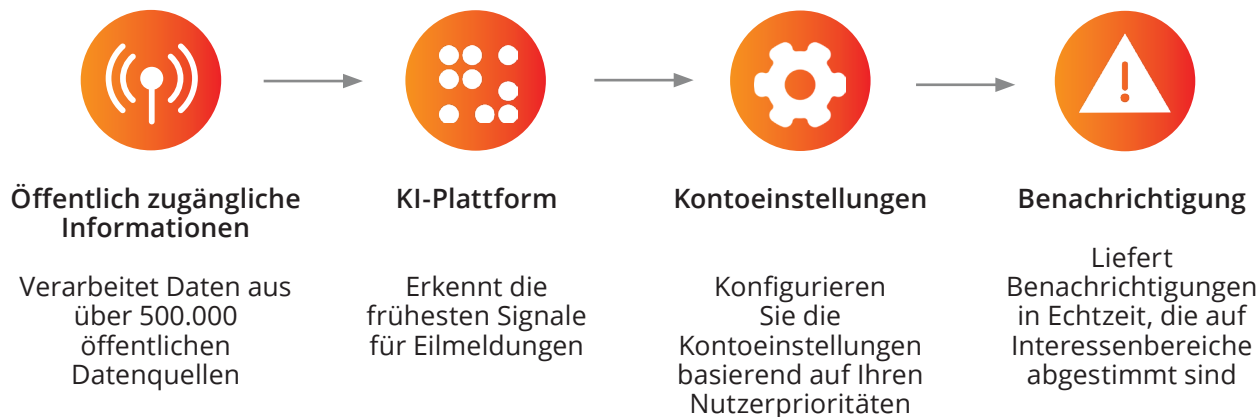 Öffentlich zugängliche
Informationen
Verarbeitet Daten aus
über 500.000
öffentlichen
Datenquellen
KI-Plattform
Erkennt die
frühesten Signale
für Eilmeldungen
Kontoeinstellungen
Konfigurieren
Sie die
Kontoeinstellungen
basierend auf Ihren
Nutzerprioritäten
Benachrichtigung
Liefert
Benachrichtigungen
in Echtzeit, die auf
Interessenbereiche
abgestimmt sind